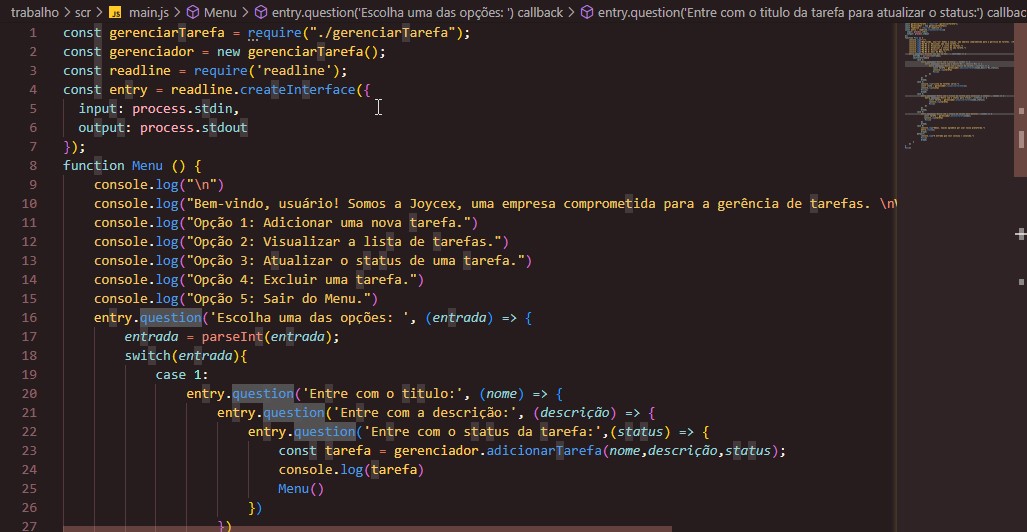 trabalho > scr > JS main.js > Menu > entry.question('Escolha uma das opções: ') callback > entry.question('Entre com o titulo da tarefa para atualizar o status:') callbac
1 const gerenciarTarefa = require("./gerenciarTarefa");
2 const gerenciador = new gerenciarTarefa();
3 const readline = require('readline');
4 const entry = readline.createInterface({
5 input: process.stdin,
6 output: process.stdout
7 });
8 function Menu () {
9 console.log("\n")
10 console.log("Bem-vindo, usuário! Somos a Joycex, uma empresa comprometida para a gerência de tarefas. \n\
11 console.log("Opção 1: Adicionar uma nova tarefa.")
12 console.log("Opção 2: Visualizar a lista de tarefas.")
13 console.log("Opção 3: Atualizar o status de uma tarefa.")
14 console.log("Opção 4: Excluir uma tarefa.")
15 console.log("Opção 5: Sair do Menu.")
16 entry.question('Escolha uma das opções: ', (entrada) => {
17 entrada = parseInt(entrada);
18 switch(entrada){
19 case 1:
20 entry.question('Entre com o titulo:', (nome) => {
21 entry.question('Entre com a descrição:', (descrição) => {
22 entry.question('Entre com o status da tarefa:',(status) => {
23 const tarefa = gerenciador.adicionarTarefa(nome,descrição,status);
24 console.log(tarefa)
25 Menu()
26 })
27 })